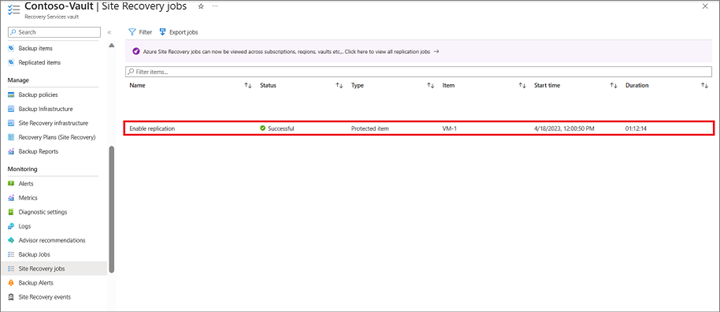 Contoso-Vault | Site Recovery jobs
Recovery Services vault
Search
Backup items
Replicated items
Manage
Backup policies
Backup Infrastructure
Site Recovery infrastructure
Recovery Plans (Site Recovery)
Backup Reports
Monitoring
Alerts
Metrics
Diagnostic settings
Logs
Advisor recommendations
Backup Jobs
Site Recovery jobs
Backup Alerts
Site Recovery events
Filter Export jobs
Azure Site Recovery jobs can now be viewed across subscriptions, regions, vaults etc,. Click here to view all replication jobs →
Filter items...
Name Status Type Item Start time Duration
Enable replication Successful Protected item VM-1 4/18/2023, 12:00:50 PM 01:12:14